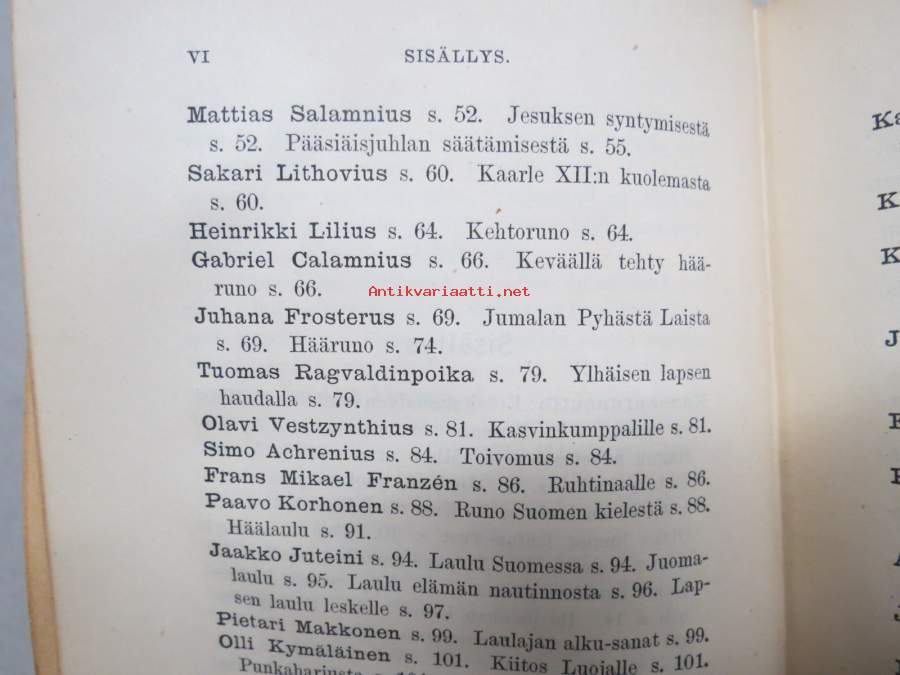 VI SISÄLLYS.
Mattias Salamnius s. 52. Jesuksen syntymisestä
s. 52. Pääsiäisjuhlan säätämisestä s. 55.
Sakari Lithovius s. 60. Kaarle XII:n kuolemasta
s. 60.
Heinrikki Lilius s. 64. Kehtoruno s. 64.
Gabriel Calamnius s. 66. Keväällä tehty hää-
runo s. 66.
Antikvariaatti.net
Juhana Frosterus s. 69. Jumalan Pyhästä Laista
s. 69. Hääruno s. 74.
Tuomas Ragvaldinpoika s. 79. Ylhäisen lapsen
haudalla s. 79.
Olavi Vestzynthius s. 81. Kasvinkumppalille s. 81.
Simo Achrenius s. 84. Toivomus s. 84.
Frans Mikael Franzén s. 86. Ruhtinaalle s. 86.
Paavo Korhonen s. 88. Runo Suomen kielestä s. 88.
Häälaulu s. 91.
Jaakko Juteini s. 94. Laulu Suomessa s. 94. Juoma-
laulu s. 95. Laulu elämän nautinnosta s. 96. Lap-
sen laulu leskelle s. 97.
Pietari Makkonen s. 99. Laulajan alku-sanat s. 99.
Olli Kymäläinen s. 101. Kiitos Luojalle s. 101.
Punkaharjusta s.